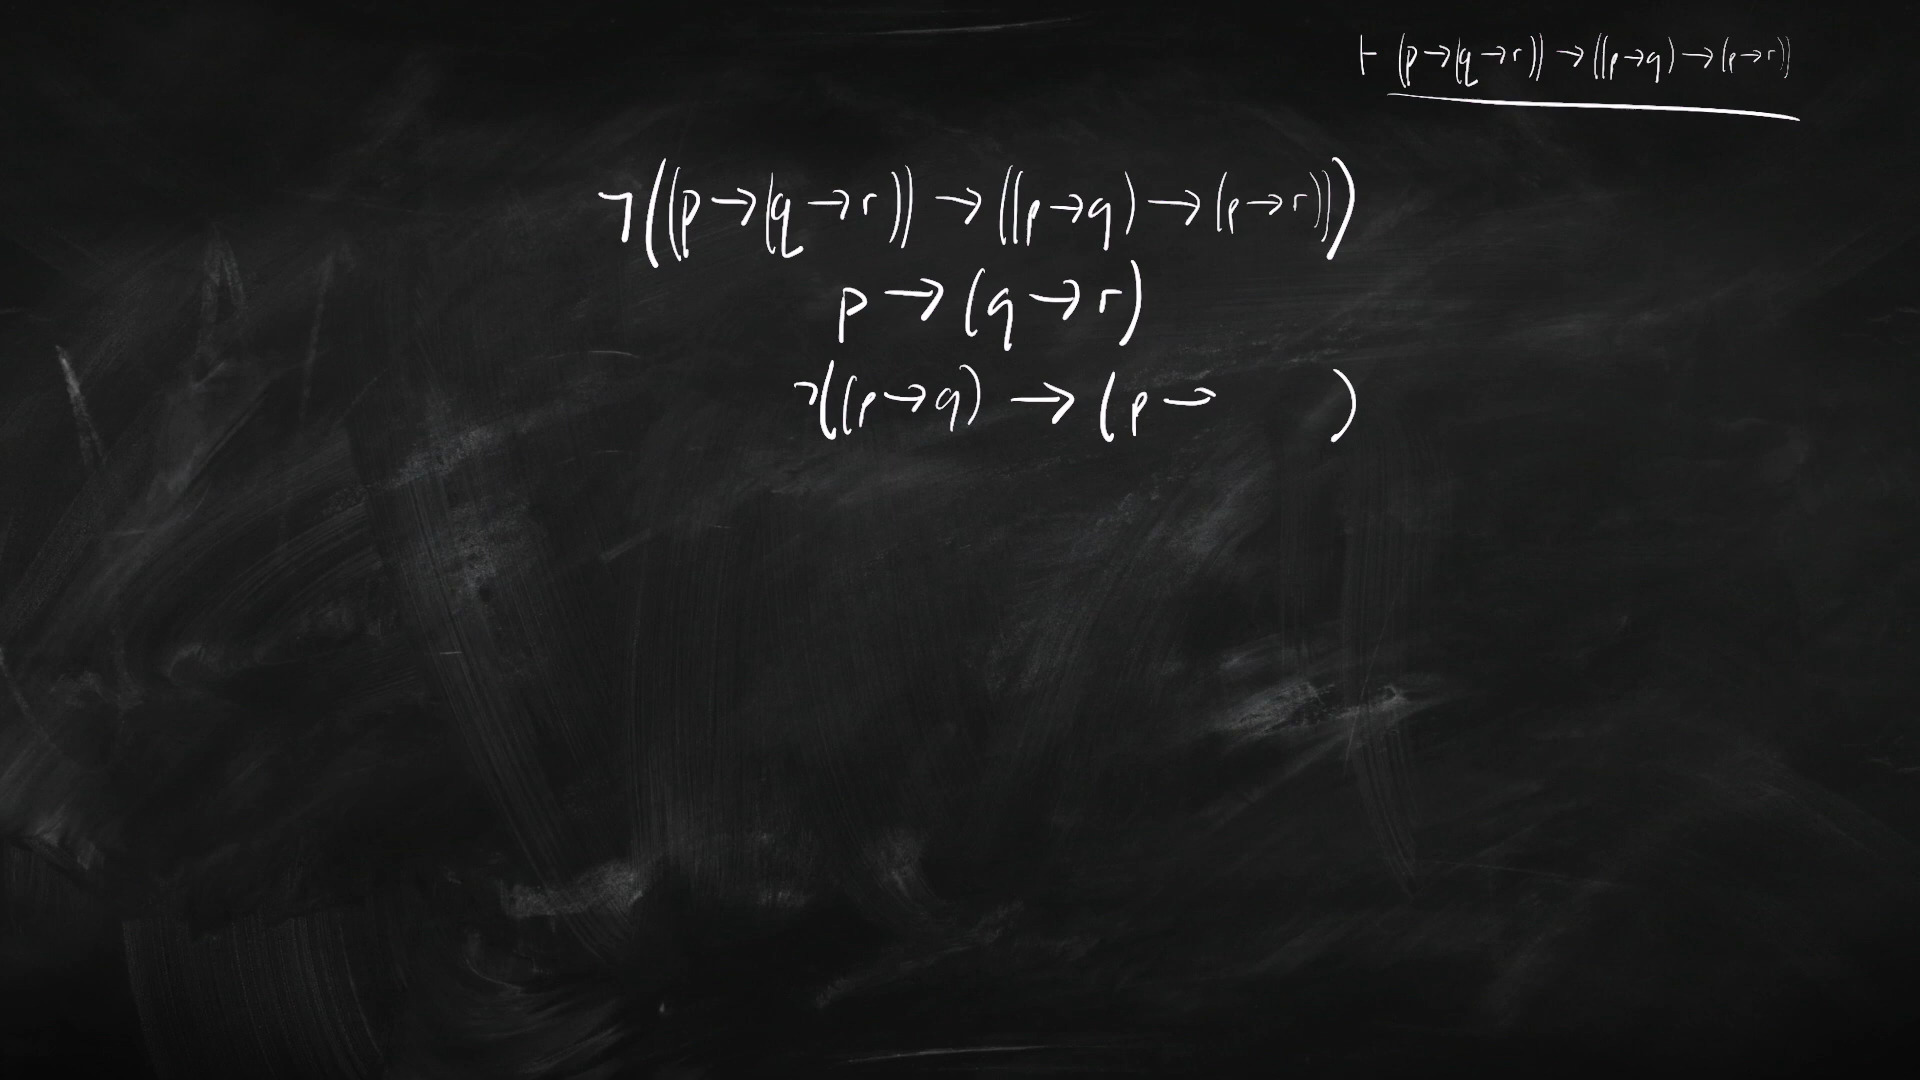 ⊢ (p→(q→r)) → ((p→q) → (p→r))
¬((p→(q→r)) → ((p→q) → (p→r)))
p → (q → r)
¬((p→q) → (p → )